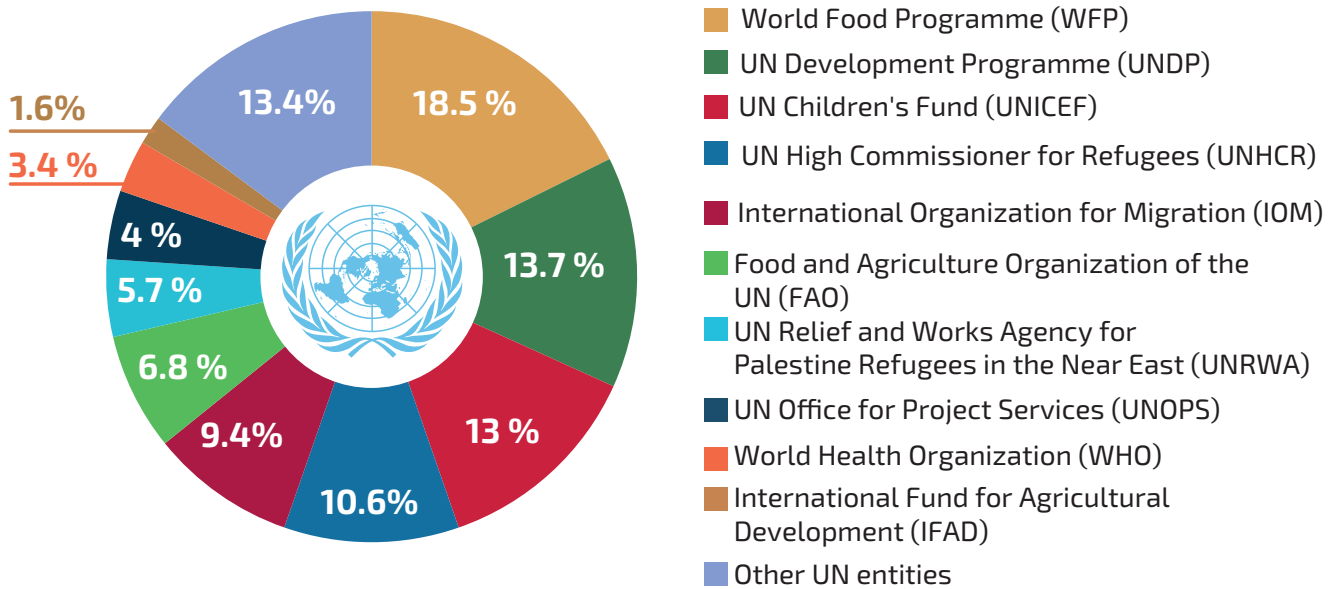 1.6%
3.4 %
13.4%
18.5 %
4 %
5.7 %
13.7 %
6.8 %
9.4%
10.6%
13 %
World Food Programme (WFP)
UN Development Programme (UNDP)
UN Children's Fund (UNICEF)
UN High Commissioner for Refugees (UNHCR)
International Organization for Migration (IOM)
Food and Agriculture Organization of the
UN (FAO)
UN Relief and Works Agency for
Palestine Refugees in the Near East (UNRWA)
UN Office for Project Services (UNOPS)
World Health Organization (WHO)
International Fund for Agricultural
Development (IFAD)
Other UN entities